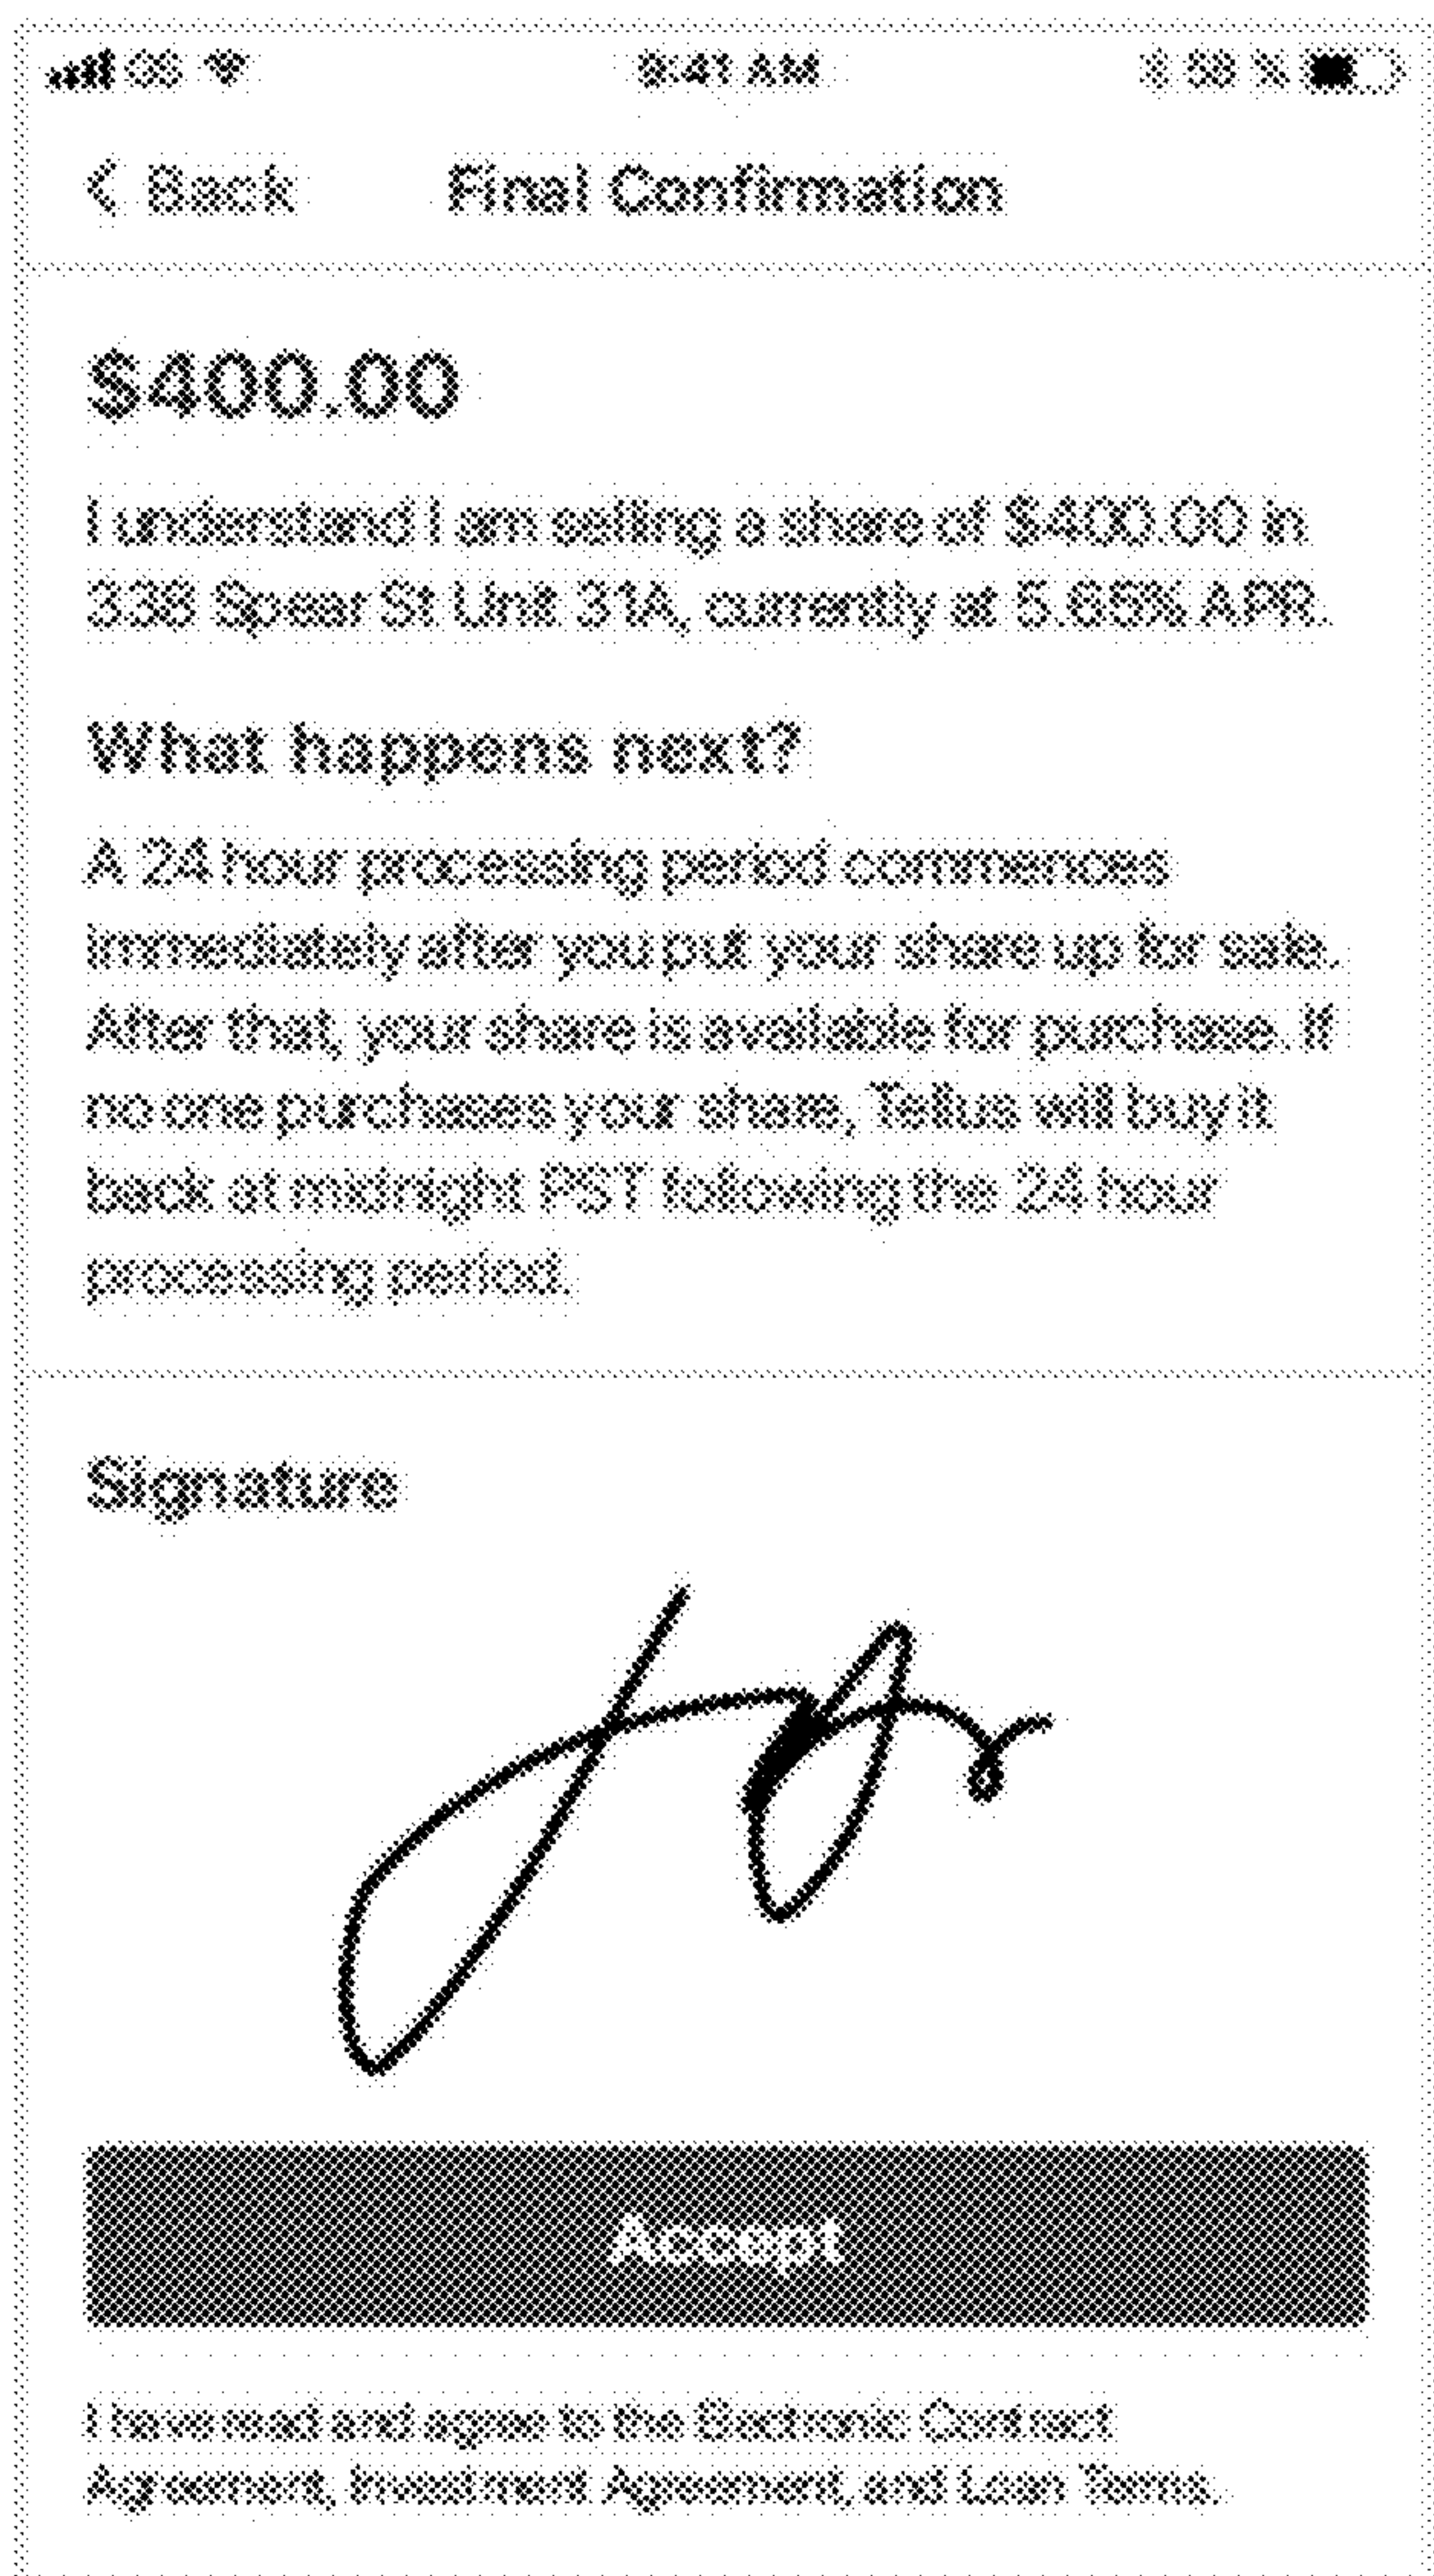 GS 9:41 AM 58 %
Back Final Confirmation
$400.00
I understand I am selling a share of $400.00 in
338 Spear St Unit 31A, currently at 5.65% APR.
What happens next?
A 24 hour processing period commences
immediately after you put your share up for sale.
After that, your share is available for purchase. If
no one purchases your share, Tellus will buy it
back at midnight PST following the 24 hour
processing period.
Signature
Accept
I have read and agree to the Electronic Contract
Agreement, Investment Agreement, and Loan Terms.